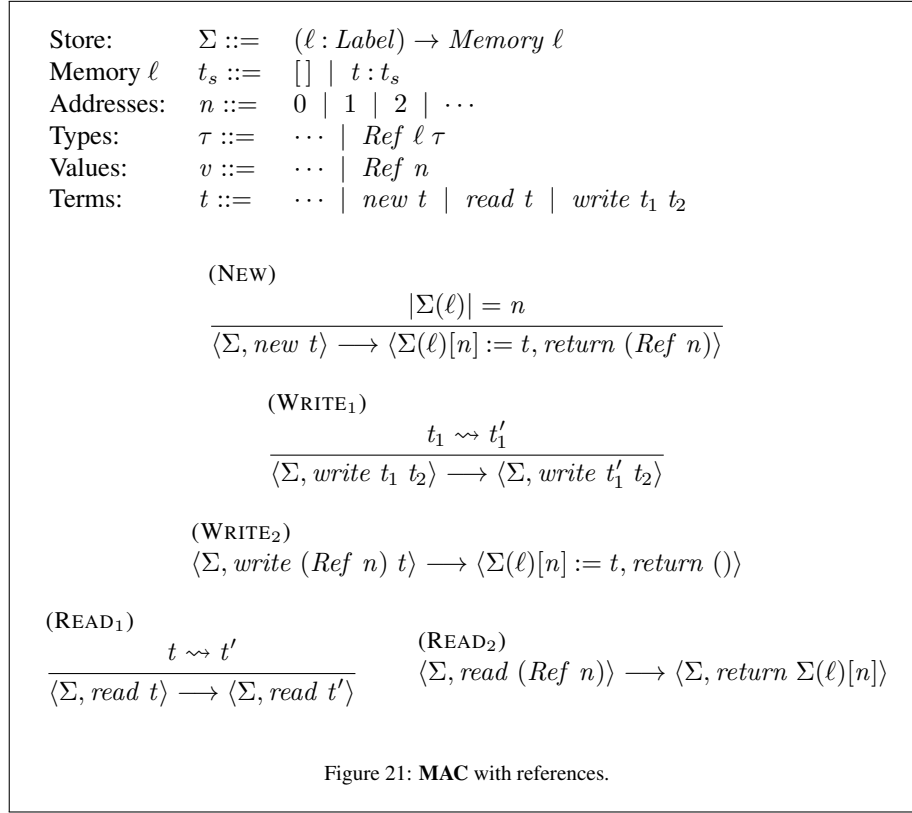 Store: Σ ::= (ℓ : Label) → Memory ℓ
Memory ℓ t_s ::= [ ] | t : t_s
Addresses: n ::= 0 | 1 | 2 | ⋯
Types: τ ::= ⋯ | Ref ℓ τ
Values: v ::= ⋯ | Ref n
Terms: t ::= ⋯ | new t | read t | write t₁ t₂
(NEW)
|Σ(ℓ)| = n
⟨Σ, new t⟩ ⟶ ⟨Σ(ℓ)[n] := t, return (Ref n)⟩
(WRITE₁)
t₁ ⇝ t₁′
⟨Σ, write t₁ t₂⟩ ⟶ ⟨Σ, write t₁′ t₂⟩
(WRITE₂)
⟨Σ, write (Ref n) t⟩ ⟶ ⟨Σ(ℓ)[n] := t, return ()⟩
(READ₁)
t ⇝ t′
⟨Σ, read t⟩ ⟶ ⟨Σ, read t′⟩
(READ₂)
⟨Σ, read (Ref n)⟩ ⟶ ⟨Σ, return Σ(ℓ)[n]⟩
Figure 21: MAC with references.